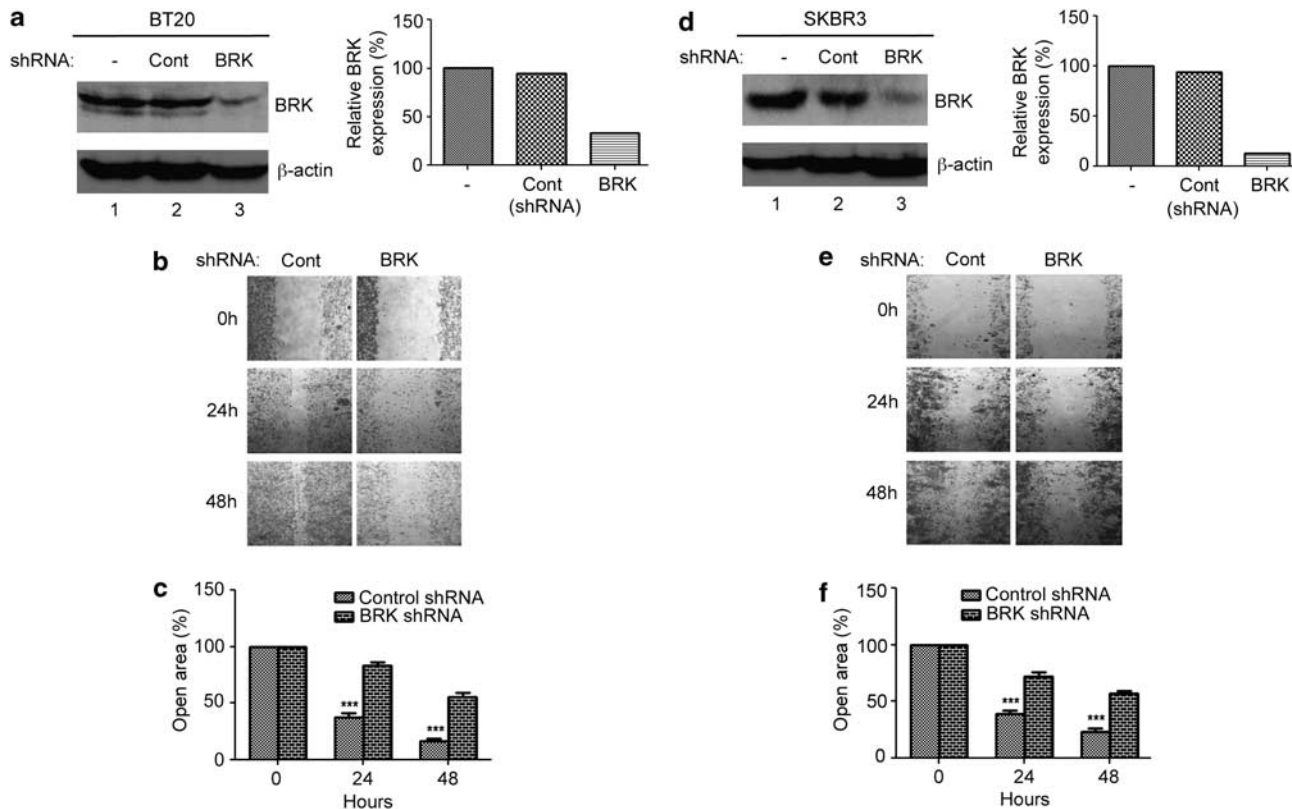 a
BT20
shRNA: - Cont BRK
BRK
β-actin
1 2 3
Relative BRK
expression (%)
150
100
50
0
- Cont BRK
(shRNA)
b
shRNA: Cont BRK
0h
24h
48h
c
Open area (%)
150
100
50
0
Control shRNA
BRK shRNA
***
***
0 24 48
Hours
d
SKBR3
shRNA: - Cont BRK
BRK
β-actin
1 2 3
Relative BRK
expression (%)
150
100
50
0
- Cont BRK
(shRNA)
e
shRNA: Cont BRK
0h
24h
48h
f
Open area (%)
150
100
50
0
Control shRNA
BRK shRNA
***
***
0 24 48
Hours